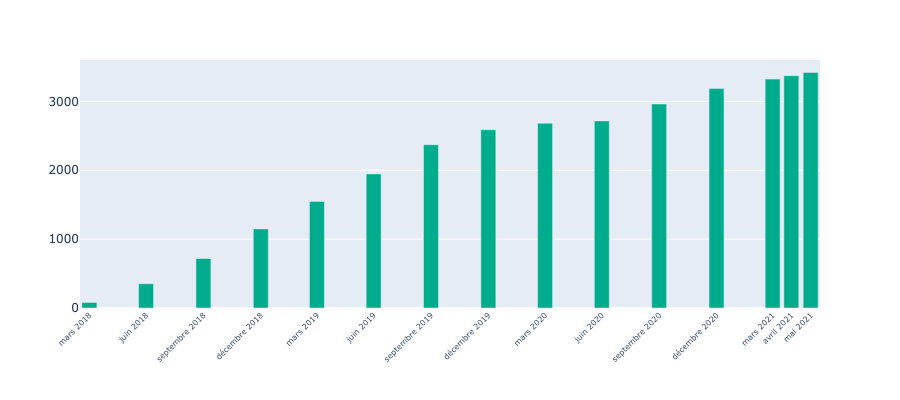 3000
2000
1000
0
mars 2018
juin 2018
septembre 2018
décembre 2018
mars 2019
juin 2019
septembre 2019
décembre 2019
mars 2020
juin 2020
septembre 2020
décembre 2020
mars 2021
avril 2021
mai 2021